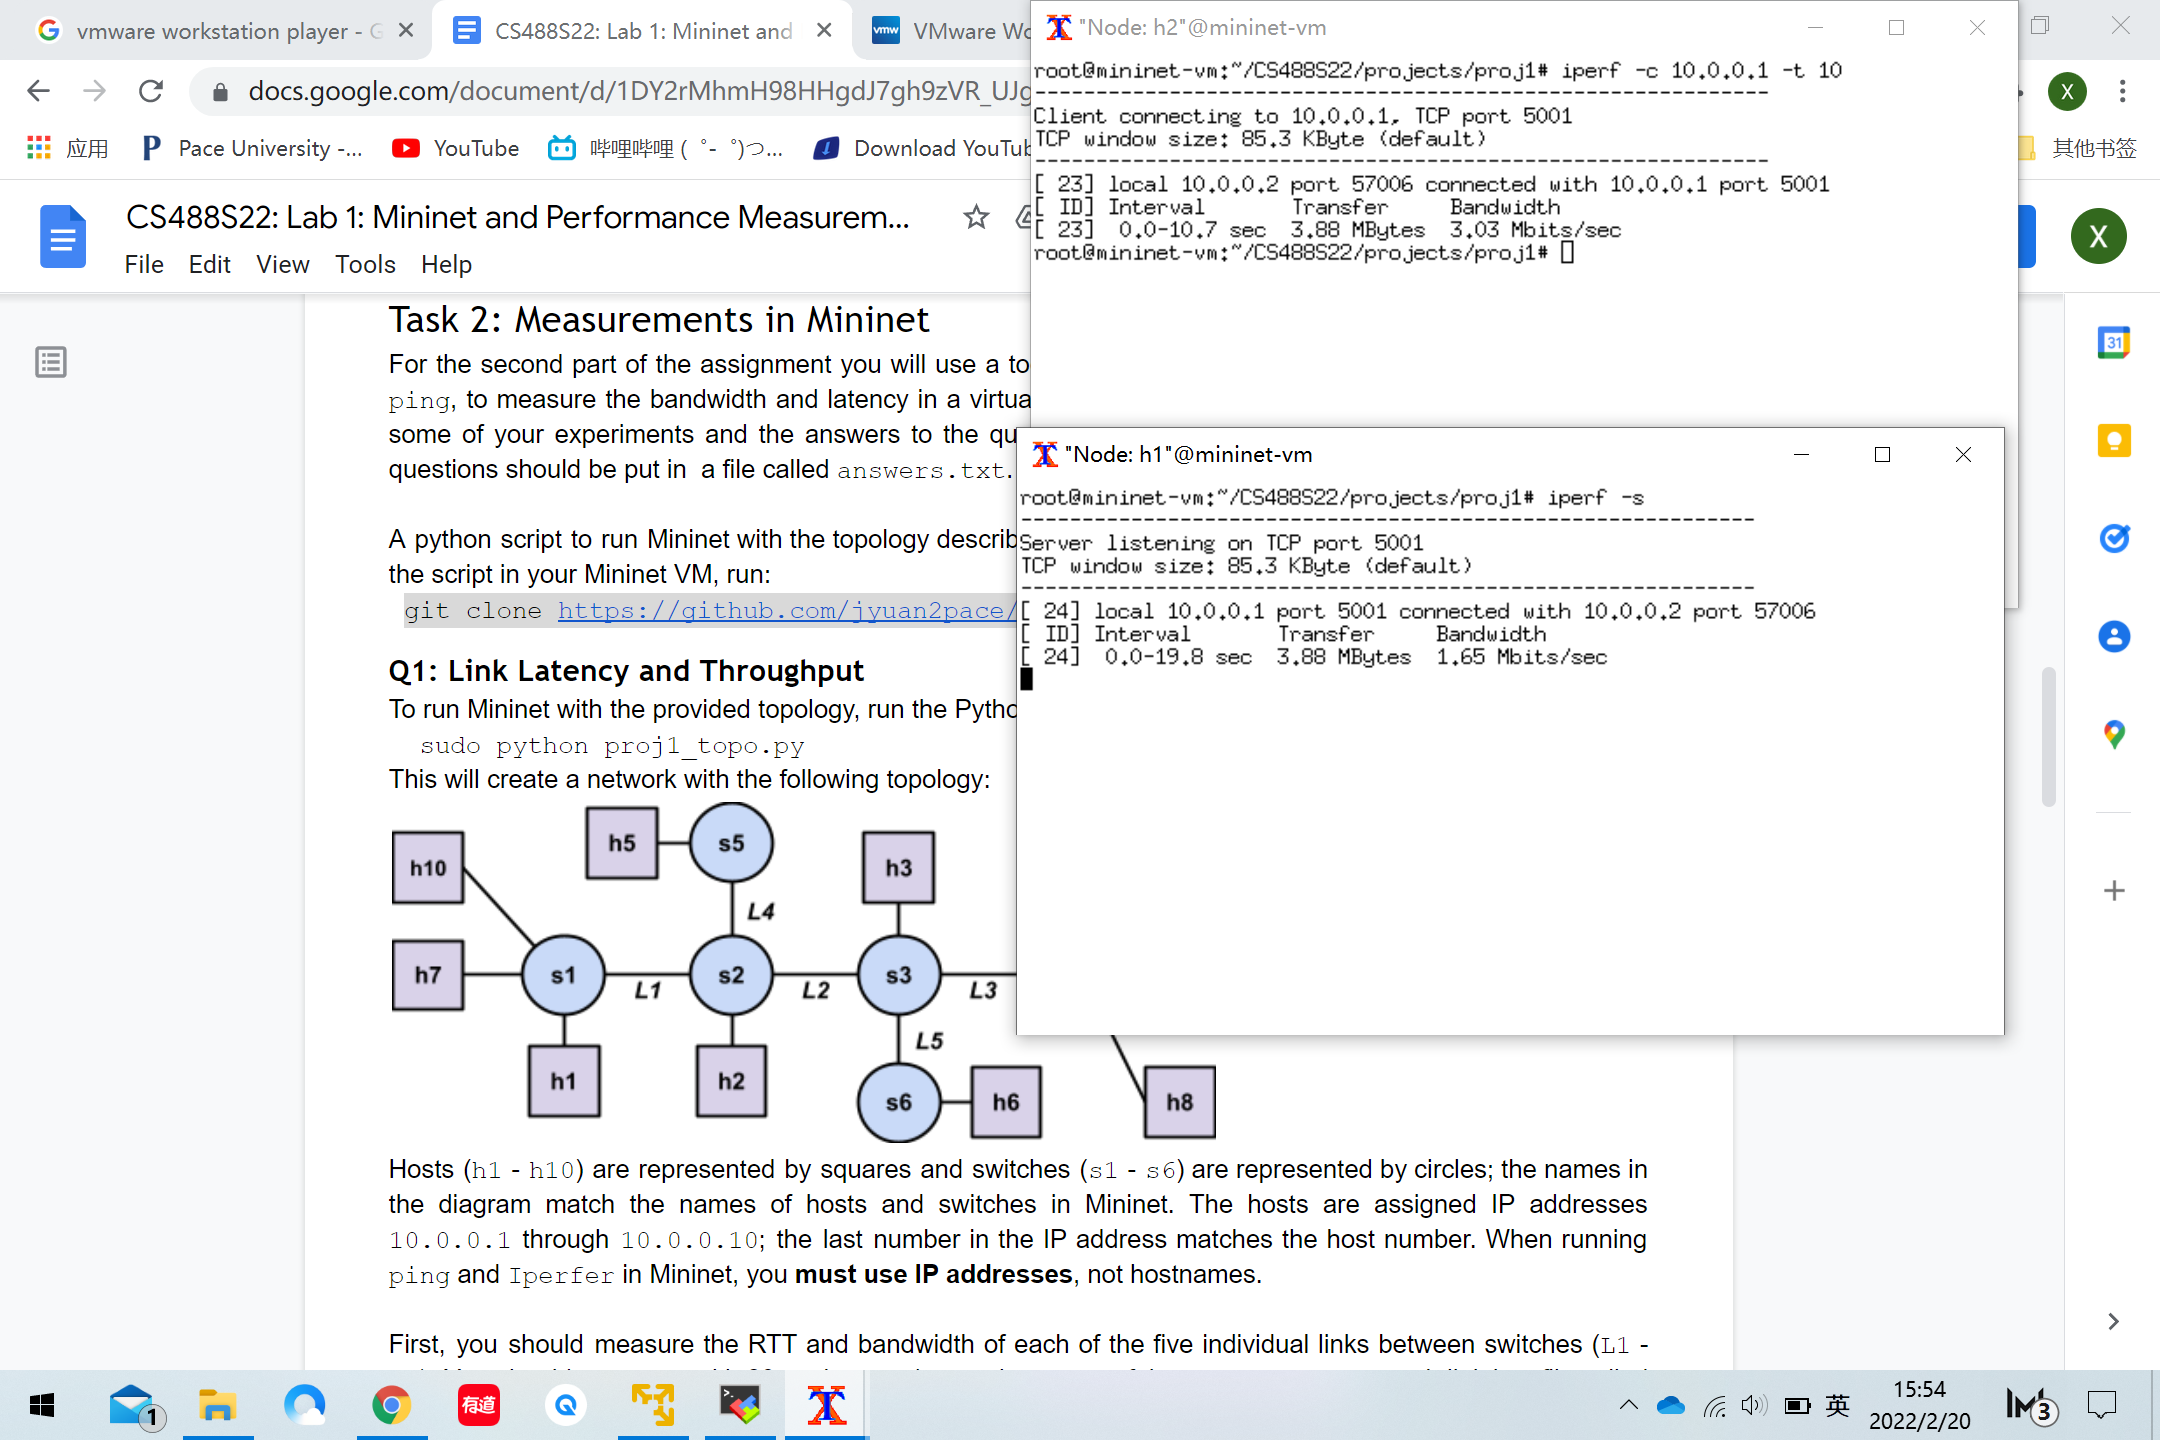 vmware workstation player - G
CS488S22: Lab 1: Mininet and
vmw VMware Wo
docs.google.com/document/d/1DY2rMhmH98HHgdJ7gh9zVR_UJg
X
应用
Pace University -...
YouTube
哔哩哔哩 ( ゜- ゜)つ...
Download YouTub
其他书签
CS488S22: Lab 1: Mininet and Performance Measurem...
File Edit View Tools Help
X
Task 2: Measurements in Mininet
For the second part of the assignment you will use a to
ping, to measure the bandwidth and latency in a virtua
some of your experiments and the answers to the qu
questions should be put in a file called answers.txt.
A python script to run Mininet with the topology describ
the script in your Mininet VM, run:
git clone https://github.com/jyuan2pace/
Q1: Link Latency and Throughput
To run Mininet with the provided topology, run the Pytho
sudo python proj1_topo.py
This will create a network with the following topology:
h5 s5
h10 h3
L4
h7 s1 L1 s2 L2 s3 L3
L5
h1 h2
s6 h6 h8
Hosts (h1 - h10) are represented by squares and switches (s1 - s6) are represented by circles; the names in
the diagram match the names of hosts and switches in Mininet. The hosts are assigned IP addresses
10.0.0.1 through 10.0.0.10; the last number in the IP address matches the host number. When running
ping and Iperfer in Mininet, you must use IP addresses, not hostnames.
First, you should measure the RTT and bandwidth of each of the five individual links between switches (L1 -
"Node: h2"@mininet-vm
root@mininet-vm:~/CS488S22/projects/proj1# iperf -c 10.0.0.1 -t 10
------------------------------------------------------------
Client connecting to 10.0.0.1, TCP port 5001
TCP window size: 85.3 KByte (default)
------------------------------------------------------------
[ 23] local 10.0.0.2 port 57006 connected with 10.0.0.1 port 5001
[ ID] Interval Transfer Bandwidth
[ 23] 0.0-10.7 sec 3.88 MBytes 3.03 Mbits/sec
root@mininet-vm:~/CS488S22/projects/proj1#
"Node: h1"@mininet-vm
root@mininet-vm:~/CS488S22/projects/proj1# iperf -s
------------------------------------------------------------
Server listening on TCP port 5001
TCP window size: 85.3 KByte (default)
------------------------------------------------------------
[ 24] local 10.0.0.1 port 5001 connected with 10.0.0.2 port 57006
[ ID] Interval Transfer Bandwidth
[ 24] 0.0-19.8 sec 3.88 MBytes 1.65 Mbits/sec
31
1
有道
英
15:54
2022/2/20
3